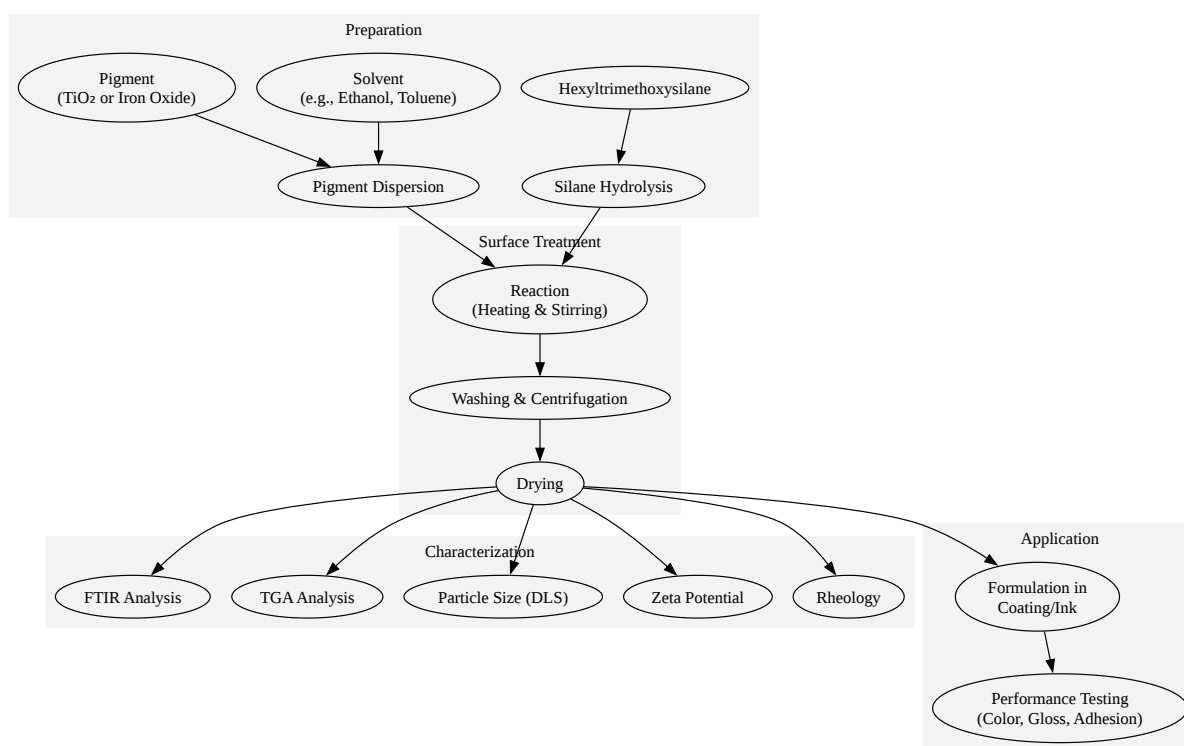 Preparation
Pigment
(TiO₂ or Iron Oxide)
Solvent
(e.g., Ethanol, Toluene)
Hexyltrimethoxysilane
Pigment Dispersion
Silane Hydrolysis
Surface Treatment
Reaction
(Heating & Stirring)
Washing & Centrifugation
Drying
Characterization
FTIR Analysis
TGA Analysis
Particle Size (DLS)
Zeta Potential
Rheology
Application
Formulation in
Coating/Ink
Performance Testing
(Color, Gloss, Adhesion)